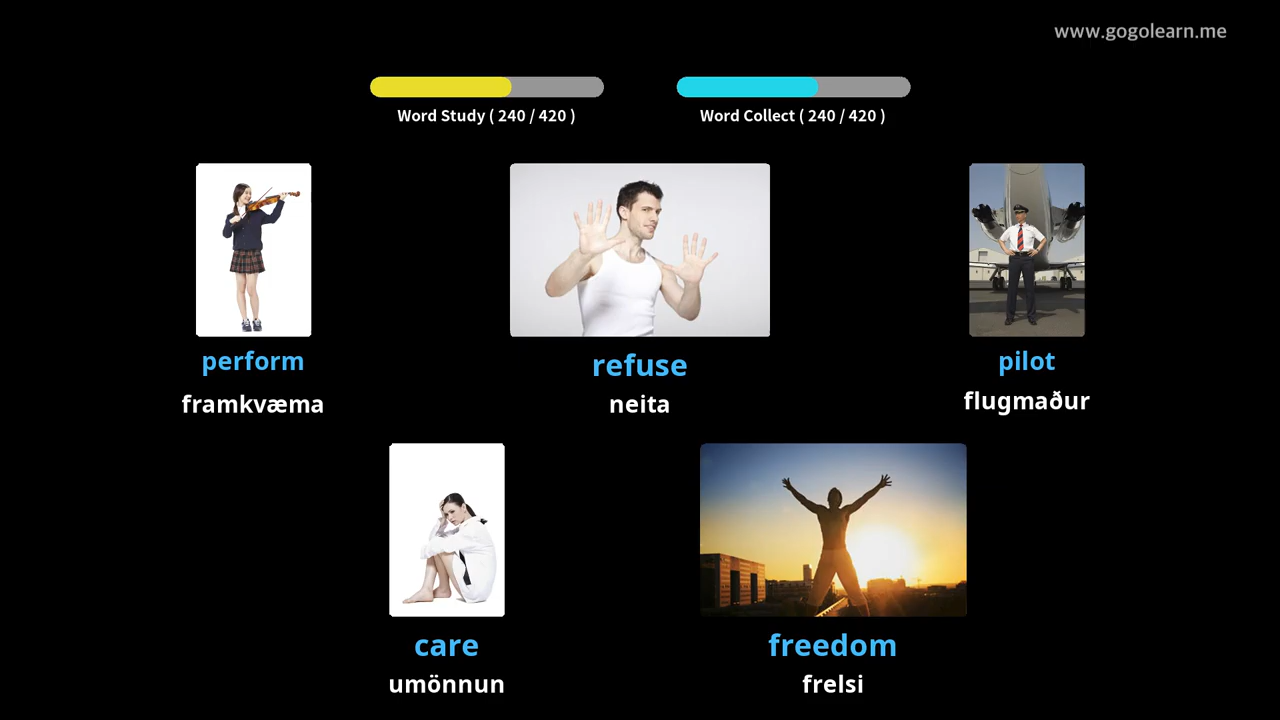 www.gogolearn.me
Word Study ( 240 / 420 )
Word Collect ( 240 / 420 )
perform
framkvæma
refuse
neita
pilot
flugmaður
care
umönnun
freedom
frelsi